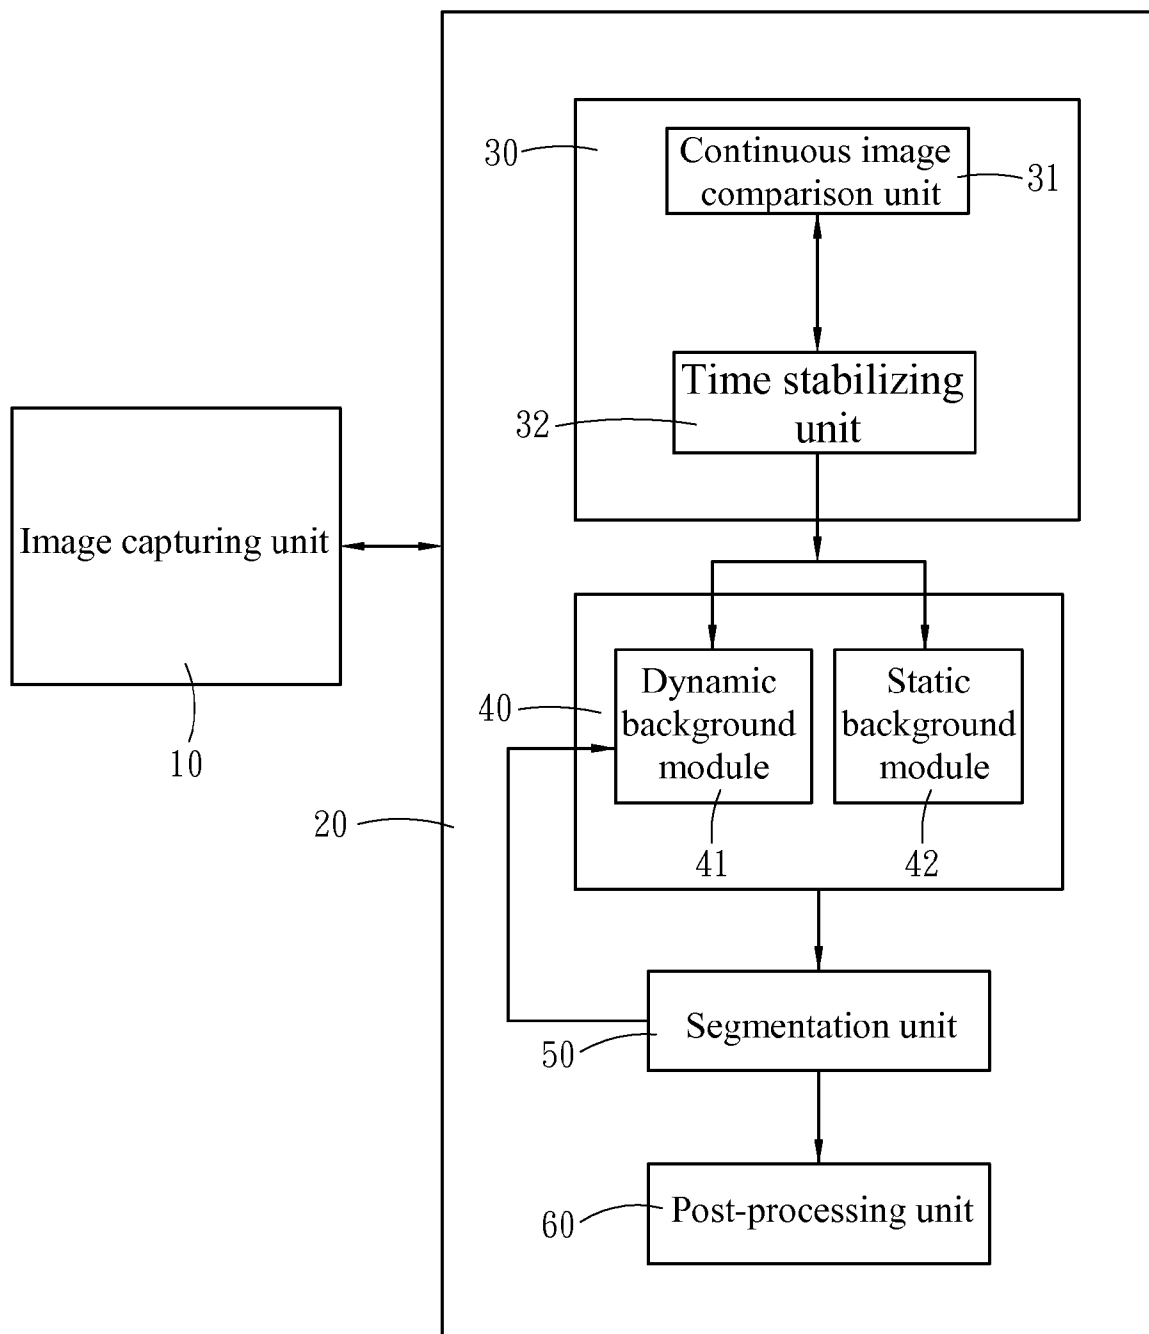 30
Continuous image
comparison unit
31
Time stabilizing
unit
32
Image capturing unit
10
20
40
Dynamic
background
module
41
Static
background
module
42
Segmentation unit
50
Post-processing unit
60